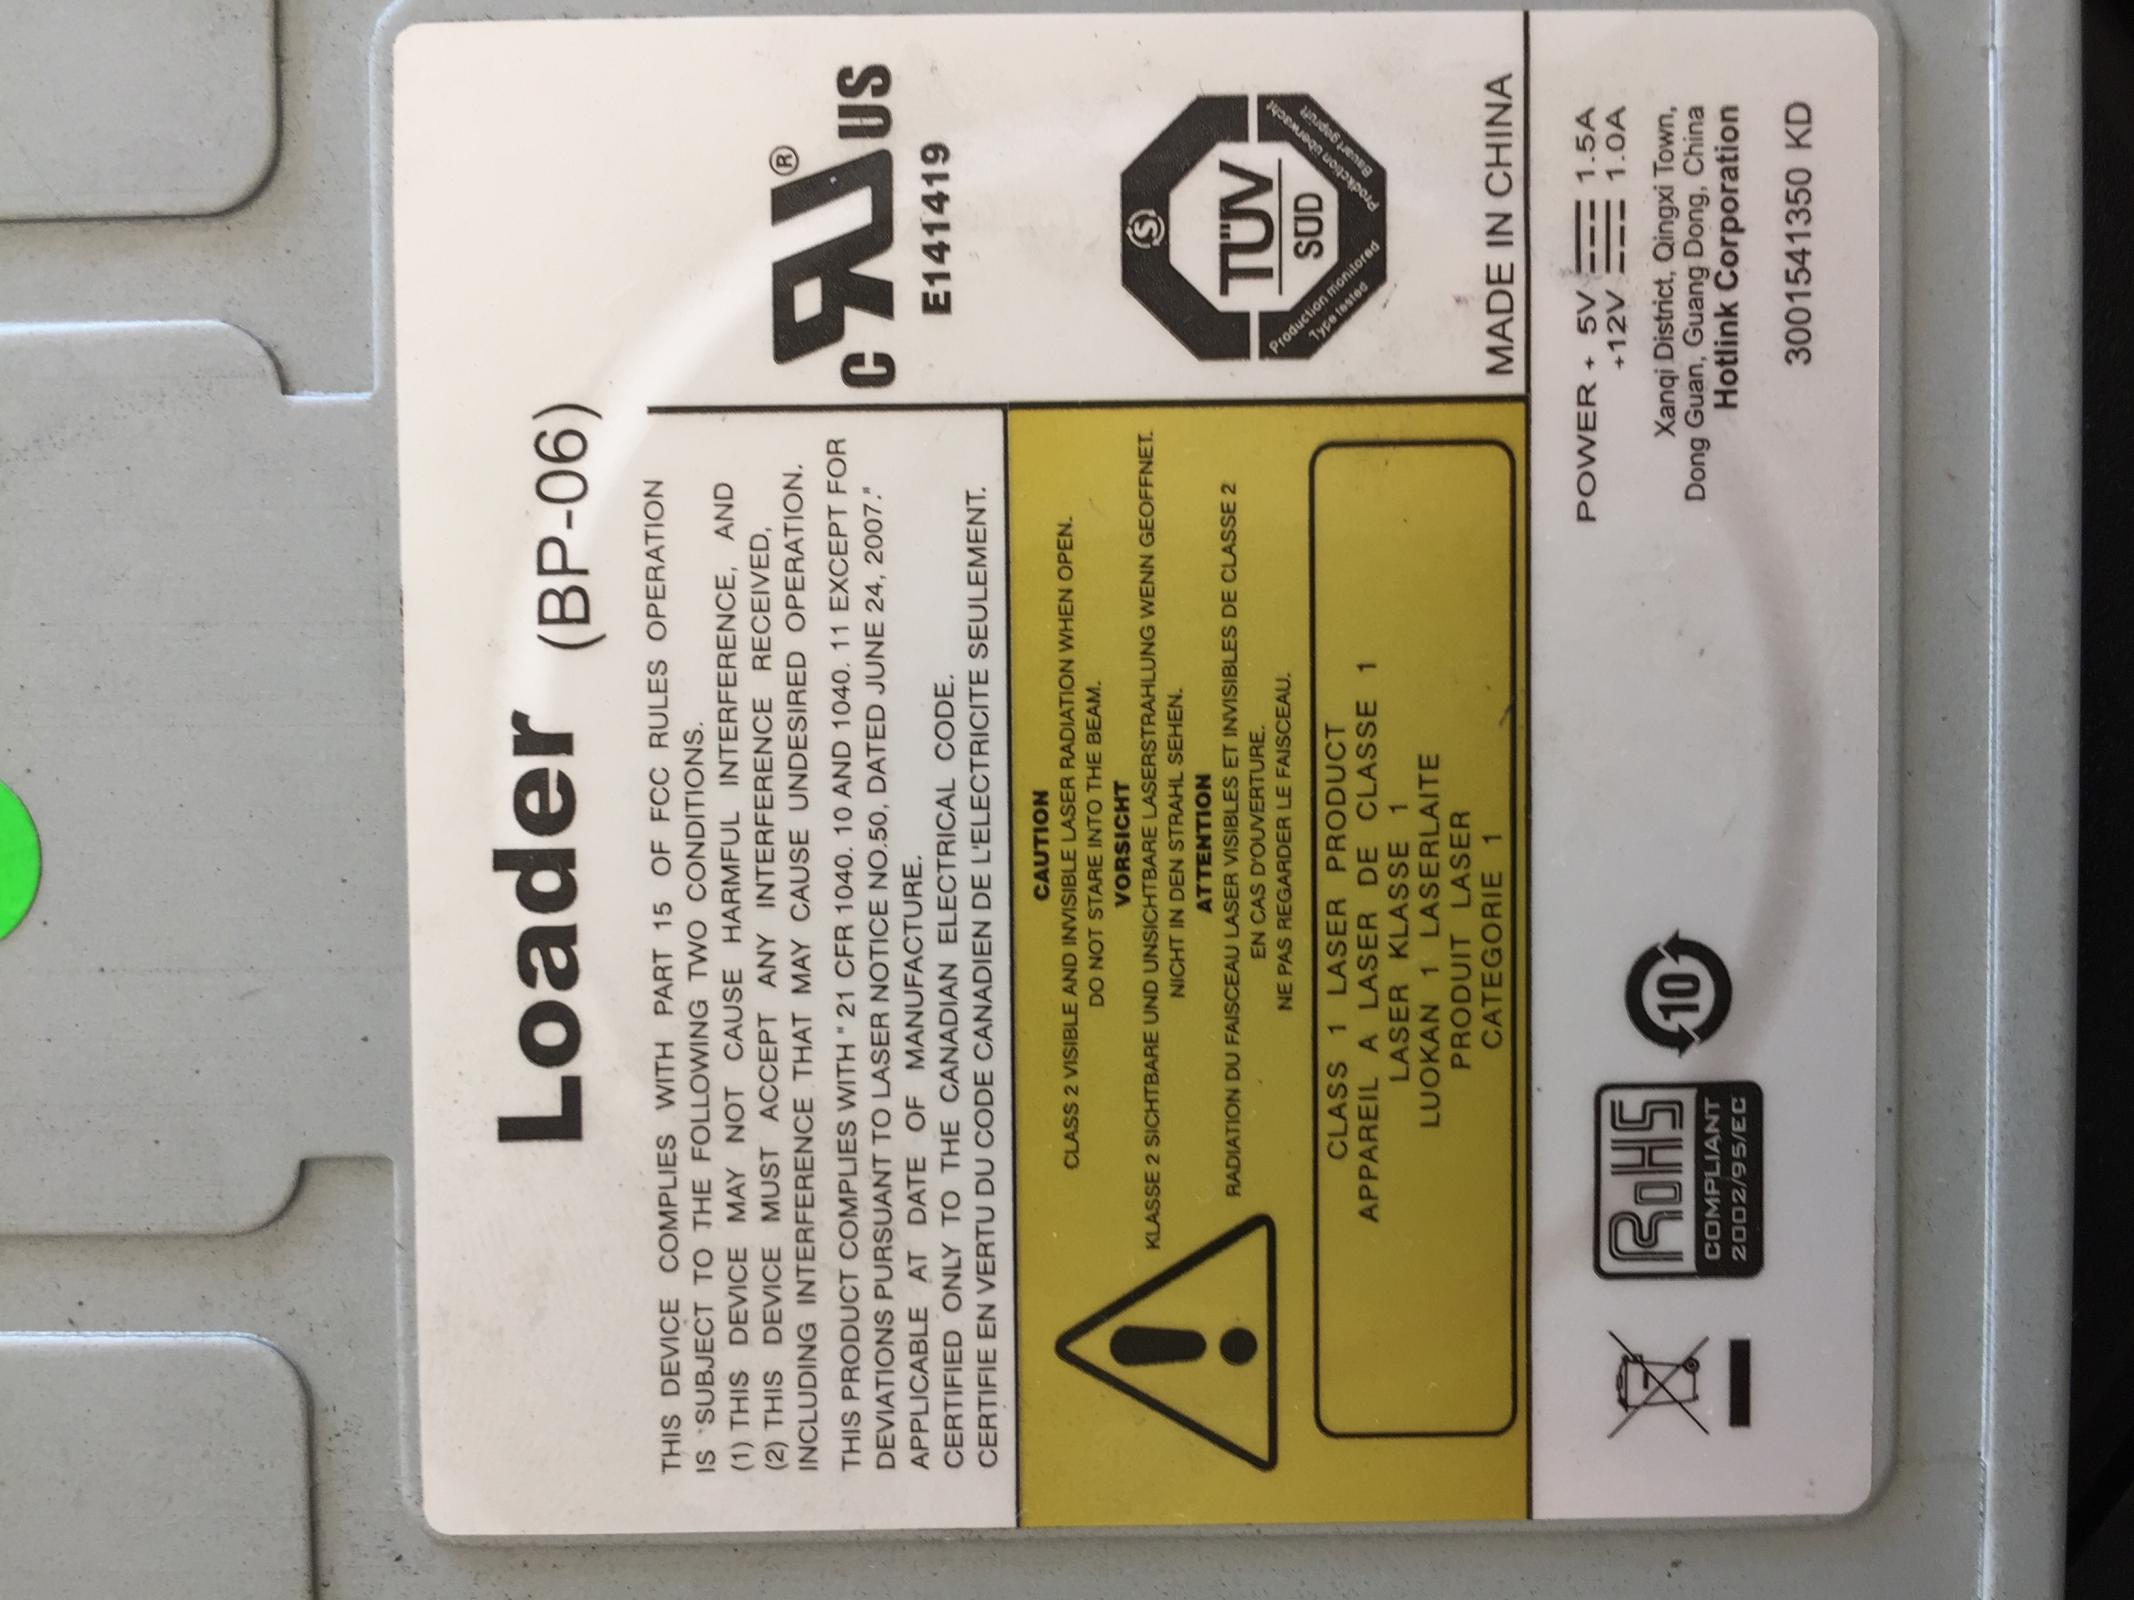 Loader (BP-06)
THIS DEVICE COMPLIES WITH PART 15 OF FCC RULES OPERATION
IS SUBJECT TO THE FOLLOWING TWO CONDITIONS.
(1) THIS DEVICE MAY NOT CAUSE HARMFUL INTERFERENCE, AND
(2) THIS DEVICE MUST ACCEPT ANY INTERFERENCE RECEIVED,
INCLUDING INTERFERENCE THAT MAY CAUSE UNDESIRED OPERATION.
THIS PRODUCT COMPLIES WITH " 21 CFR 1040. 10 AND 1040. 11 EXCEPT FOR
DEVIATIONS PURSUANT TO LASER NOTICE NO.50, DATED JUNE 24, 2007."
APPLICABLE AT DATE OF MANUFACTURE.
CERTIFIED ONLY TO THE CANADIAN ELECTRICAL CODE.
CERTIFIE EN VERTU DU CODE CANADIEN DE L'ELECTRICITE SEULEMENT.
C RU ® US
E141419
CAUTION
CLASS 2 VISIBLE AND INVISIBLE LASER RADIATION WHEN OPEN.
DO NOT STARE INTO THE BEAM.
VORSICHT
KLASSE 2 SICHTBARE UND UNSICHTBARE LASERSTRAHLUNG WENN GEOFFNET.
NICHT IN DEN STRAHL SEHEN.
ATTENTION
RADIATION DU FAISCEAU LASER VISIBLES ET INVISIBLES DE CLASSE 2
EN CAS D'OUVERTURE.
NE PAS REGARDER LE FAISCEAU.
CLASS 1 LASER PRODUCT
APPAREIL A LASER DE CLASSE 1
LASER KLASSE 1
LUOKAN 1 LASERLAITE
PRODUIT LASER
CATEGORIE 1
S
TÜV
SUD
Production monitored
Type tested
Prodktion überwacht
Bauart geprüft
MADE IN CHINA
RoHS
COMPLIANT
2002/95/EC
10
POWER + 5V 1.5A
+12V 1.0A
Xanqi District, Qingxi Town,
Dong Guan, Guang Dong, China
Hotlink Corporation
3001541350 KD